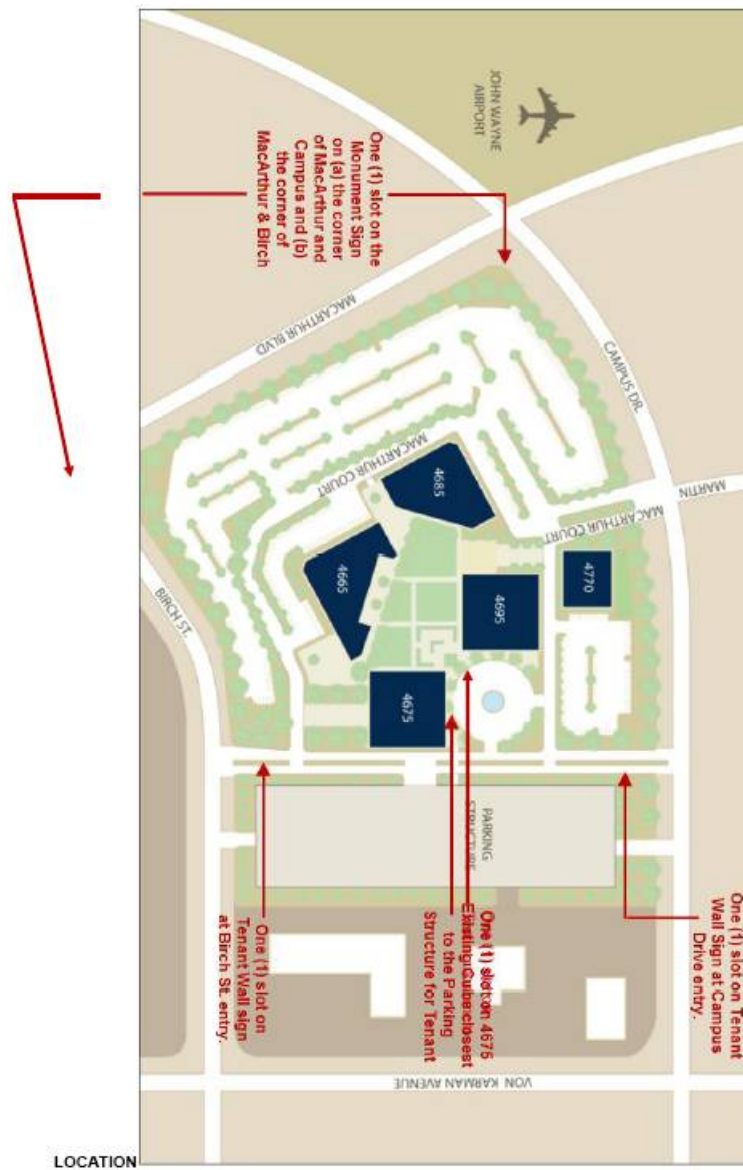 JOHN WAYNE
AIRPORT
One (1) slot on the
Monument Sign
on (a) the corner
of MacArthur and
Campus and (b)
the corner of
MacArthur & Birch
MACARTHUR BLVD
CAMPUS DR.
MARTIN
MACARTHUR COURT
MACARTHUR COURT
BIRCH ST.
4685
4665
4770
4695
4675
PARKING
STRUCTURE
One (1) slot on Tenant
Wall Sign at Campus
Drive entry.
One (1) slot on 4675
closest
to the Parking
Structure for Tenant
One (1) slot on
Tenant Wall sign
at Birch St. entry.
VON KARMAN AVENUE
LOCATION